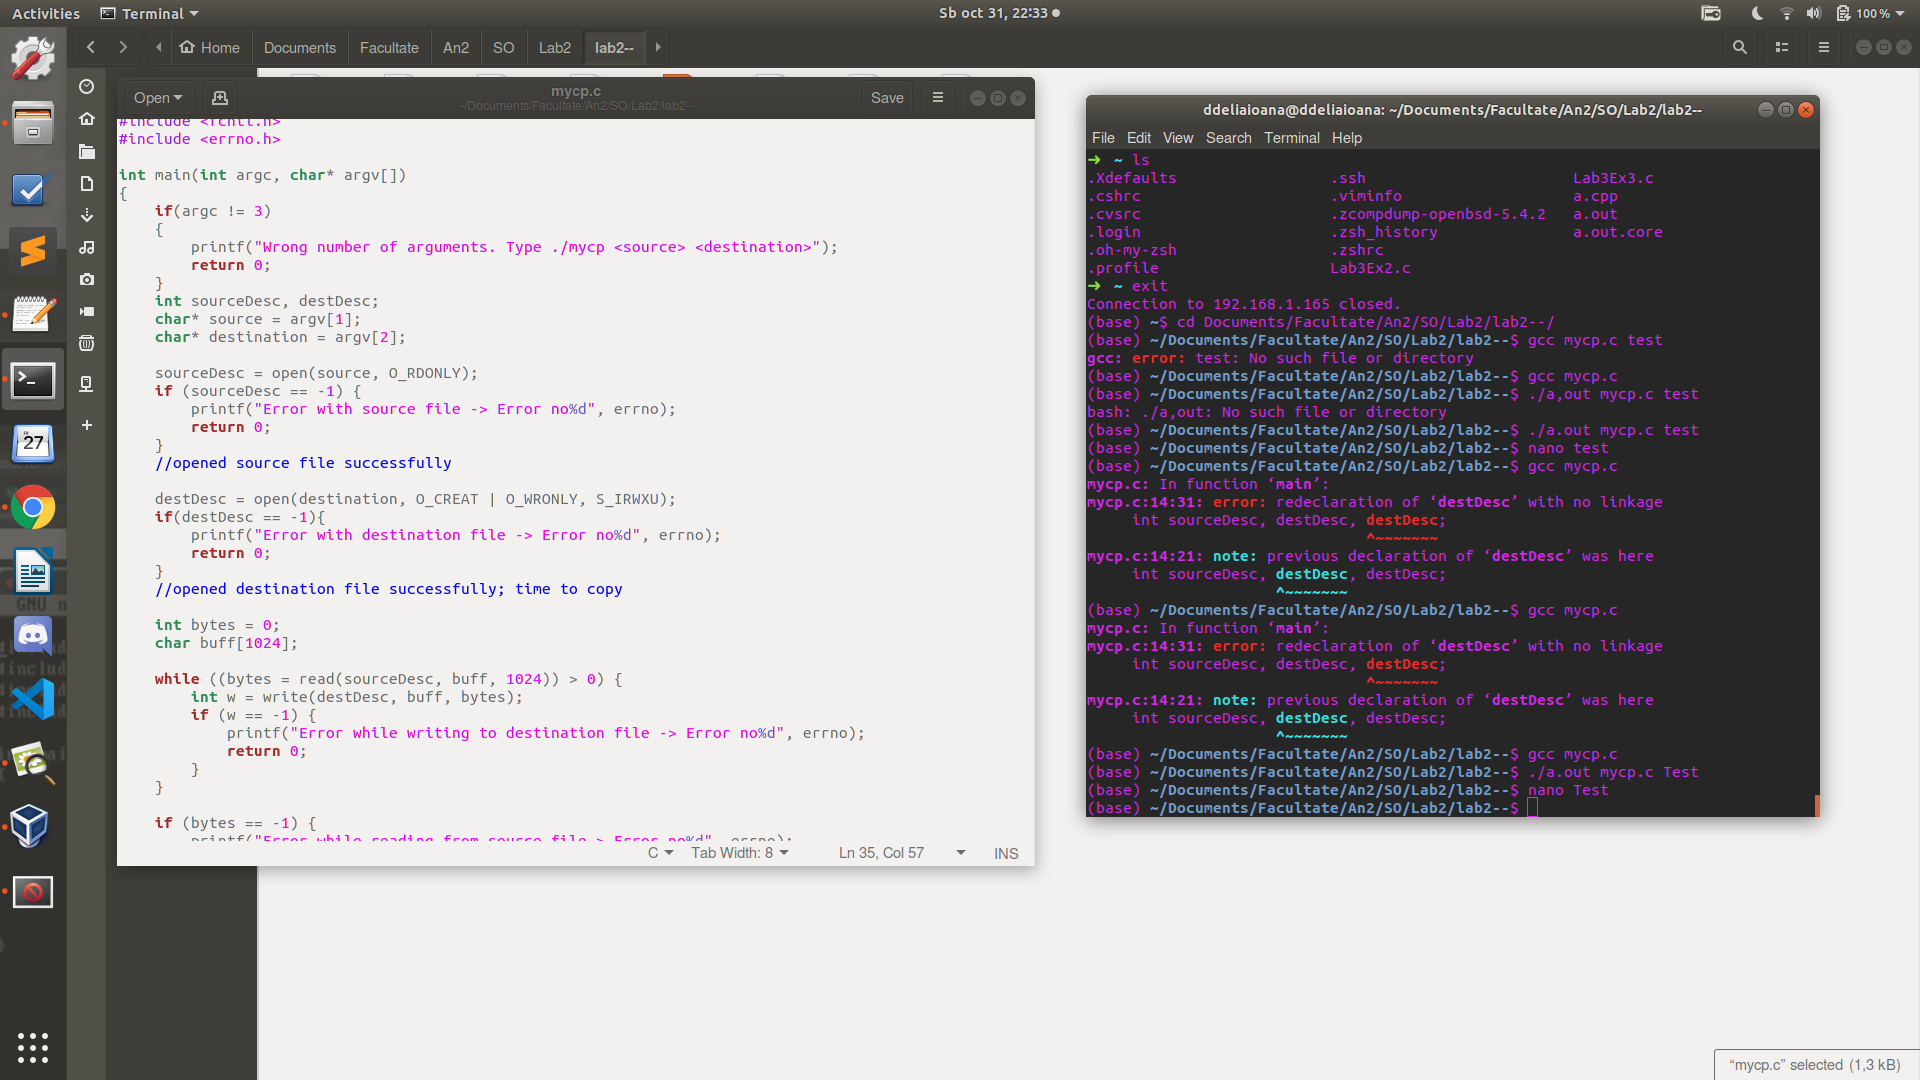 Activities
Terminal
Sb oct 31, 22:33
100 %
Home
Documents
Facultate
An2
SO
Lab2
lab2--
Open
mycp.c
~/Documents/Facultate/An2/SO/Lab2/lab2--
Save
#include <fcntl.h>
#include <errno.h>
int main(int argc, char* argv[])
{
if(argc != 3)
{
printf("Wrong number of arguments. Type ./mycp <source> <destination>");
return 0;
}
int sourceDesc, destDesc;
char* source = argv[1];
char* destination = argv[2];
sourceDesc = open(source, O_RDONLY);
if (sourceDesc == -1) {
printf("Error with source file -> Error no%d", errno);
return 0;
}
//opened source file successfully
destDesc = open(destination, O_CREAT | O_WRONLY, S_IRWXU);
if(destDesc == -1){
printf("Error with destination file -> Error no%d", errno);
return 0;
}
//opened destination file successfully; time to copy
int bytes = 0;
char buff[1024];
while ((bytes = read(sourceDesc, buff, 1024)) > 0) {
int w = write(destDesc, buff, bytes);
if (w == -1) {
printf("Error while writing to destination file -> Error no%d", errno);
return 0;
}
}
if (bytes == -1) {
printf("Error while reading from source file-> Error no%d", errno);
C
Tab Width: 8
Ln 35, Col 57
INS
ddeliaioana@ddeliaioana: ~/Documents/Facultate/An2/SO/Lab2/lab2--
File Edit View Search Terminal Help
➜ ~ ls
.Xdefaults .ssh Lab3Ex3.c
.cshrc .viminfo a.cpp
.cvsrc .zcompdump-openbsd-5.4.2 a.out
.login .zsh_history a.out.core
.oh-my-zsh .zshrc
.profile Lab3Ex2.c
➜ ~ exit
Connection to 192.168.1.165 closed.
(base) ~$ cd Documents/Facultate/An2/SO/Lab2/lab2--/
(base) ~/Documents/Facultate/An2/SO/Lab2/lab2--$ gcc mycp.c test
gcc: error: test: No such file or directory
(base) ~/Documents/Facultate/An2/SO/Lab2/lab2--$ gcc mycp.c
(base) ~/Documents/Facultate/An2/SO/Lab2/lab2--$ ./a,out mycp.c test
bash: ./a,out: No such file or directory
(base) ~/Documents/Facultate/An2/SO/Lab2/lab2--$ ./a.out mycp.c test
(base) ~/Documents/Facultate/An2/SO/Lab2/lab2--$ nano test
(base) ~/Documents/Facultate/An2/SO/Lab2/lab2--$ gcc mycp.c
mycp.c: In function ‘main’:
mycp.c:14:31: error: redeclaration of ‘destDesc’ with no linkage
int sourceDesc, destDesc, destDesc;
^~~~~~~~
mycp.c:14:21: note: previous declaration of ‘destDesc’ was here
int sourceDesc, destDesc, destDesc;
^~~~~~~~
(base) ~/Documents/Facultate/An2/SO/Lab2/lab2--$ gcc mycp.c
mycp.c: In function ‘main’:
mycp.c:14:31: error: redeclaration of ‘destDesc’ with no linkage
int sourceDesc, destDesc, destDesc;
^~~~~~~~
mycp.c:14:21: note: previous declaration of ‘destDesc’ was here
int sourceDesc, destDesc, destDesc;
^~~~~~~~
(base) ~/Documents/Facultate/An2/SO/Lab2/lab2--$ gcc mycp.c
(base) ~/Documents/Facultate/An2/SO/Lab2/lab2--$ ./a.out mycp.c Test
(base) ~/Documents/Facultate/An2/SO/Lab2/lab2--$ nano Test
(base) ~/Documents/Facultate/An2/SO/Lab2/lab2--$
27
GNU n
“mycp.c” selected (1,3 kB)